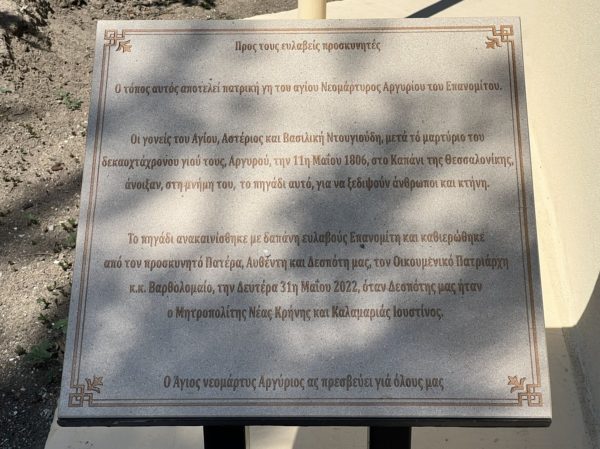 Προς τους ευλαβείς προσκυνητές
Ο τόπος αυτός αποτελεί πατρική γη του αγίου Νεομάρτυρος Αργυρίου του Επανομίτου.
Οι γονείς του Αγίου, Αστέριος και Βασιλική Ντουγιούδη, μετά το μαρτύριο του
δεκαοχτάχρονου γιού τους, Αργυρού, την 11η Μαΐου 1806, στο Καπάνι της Θεσσαλονίκης,
άνοιξαν, στη μνήμη του, το πηγάδι αυτό, για να ξεδιψούν άνθρωποι και κτήνη.
Το πηγάδι ανακαινίσθηκε με δαπάνη ευλαβούς Επανομίτη και καθιερώθηκε
από τον προσκυνητό Πατέρα, Αυθέντη και Δεσπότη μας, τον Οικουμενικό Πατριάρχη
κ.κ. Βαρθολομαίο, την Δευτέρα 31η Μαΐου 2022, όταν Δεσπότης μας ήταν
ο Μητροπολίτης Νέας Κρήνης και Καλαμαριάς Ιουστίνος.
Ο Άγιος νεομάρτυς Αργύριος ας πρεσβεύει γιά όλους μας